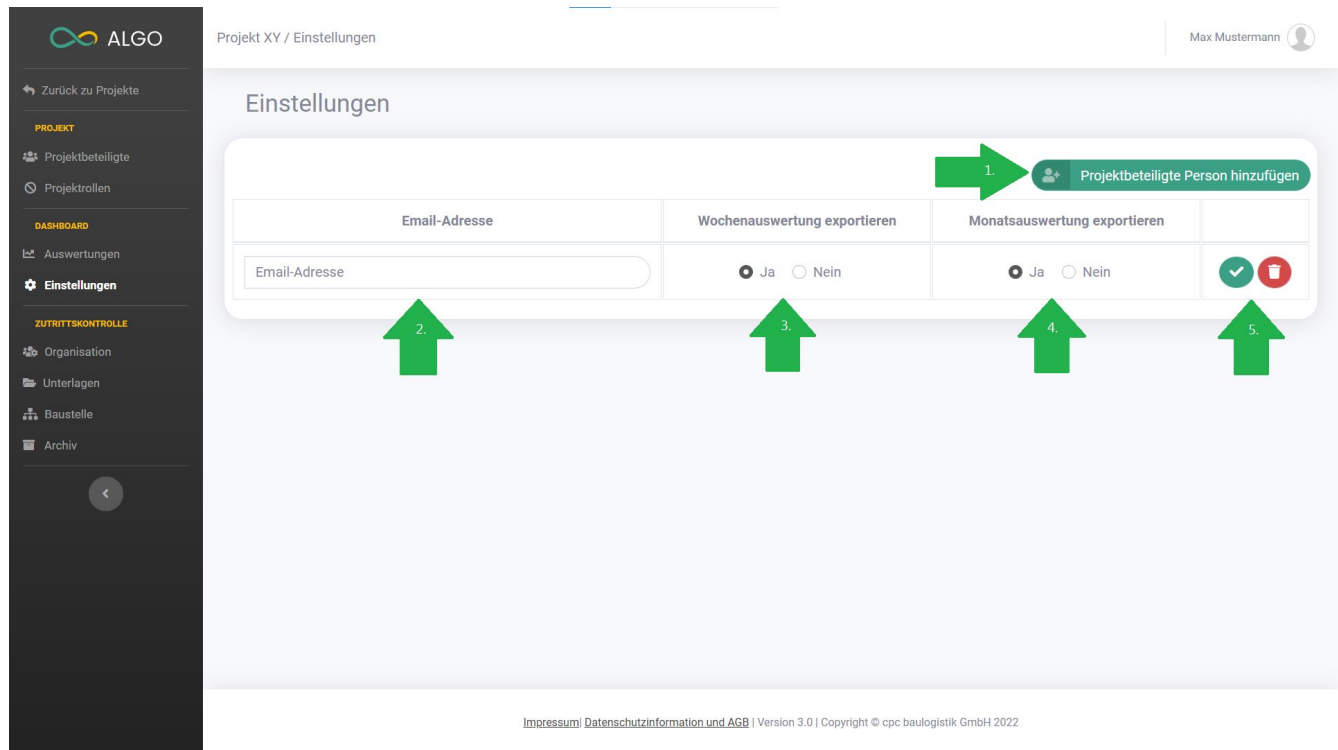 ALGO
Projekt XY / Einstellungen
Max Mustermann
Zurück zu Projekte
PROJEKT
Projektbeteiligte
Projektrollen
DASHBOARD
Auswertungen
Einstellungen
ZUTRITTSKONTROLLE
Organisation
Unterlagen
Baustelle
Archiv
Einstellungen
1.
Projektbeteiligte Person hinzufügen
Email-Adresse
Wochenauswertung exportieren
Monatsauswertung exportieren
Email-Adresse
Ja
Nein
Ja
Nein
2.
3.
4.
5.
Impressum| Datenschutzinformation und AGB | Version 3.0 | Copyright © cpc baulogistik GmbH 2022